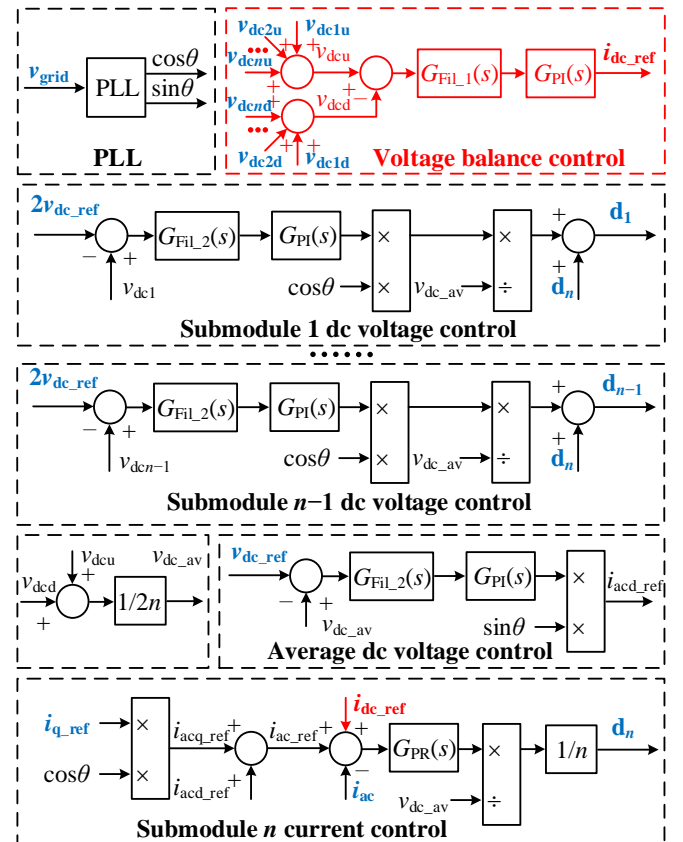 v_grid
PLL
cosθ
sinθ
PLL
v_dc2u
v_dc1u
v_dcnu
v_dcu
+
+
+
v_dcnd
v_dcd
+
+
+
v_dc2d
v_dc1d
+
−
G_Fil_1(s)
G_PI(s)
i_dc_ref
Voltage balance control
2v_dc_ref
−
+
v_dc1
G_Fil_2(s)
G_PI(s)
×
×
cosθ
v_dc_av
×
÷
+
+
d_n
d_1
Submodule 1 dc voltage control
······
2v_dc_ref
−
+
v_dcn−1
G_Fil_2(s)
G_PI(s)
×
×
cosθ
v_dc_av
×
÷
+
+
d_n
d_n−1
Submodule n−1 dc voltage control
v_dcu
v_dcd
+
+
1/2n
v_dc_av
v_dc_ref
−
+
v_dc_av
G_Fil_2(s)
G_PI(s)
×
×
sinθ
i_acd_ref
Average dc voltage control
i_q_ref
cosθ
×
×
i_acq_ref
i_acd_ref
+
+
i_ac_ref
i_dc_ref
+
+
−
i_ac
G_PR(s)
v_dc_av
×
÷
1/n
d_n
Submodule n current control